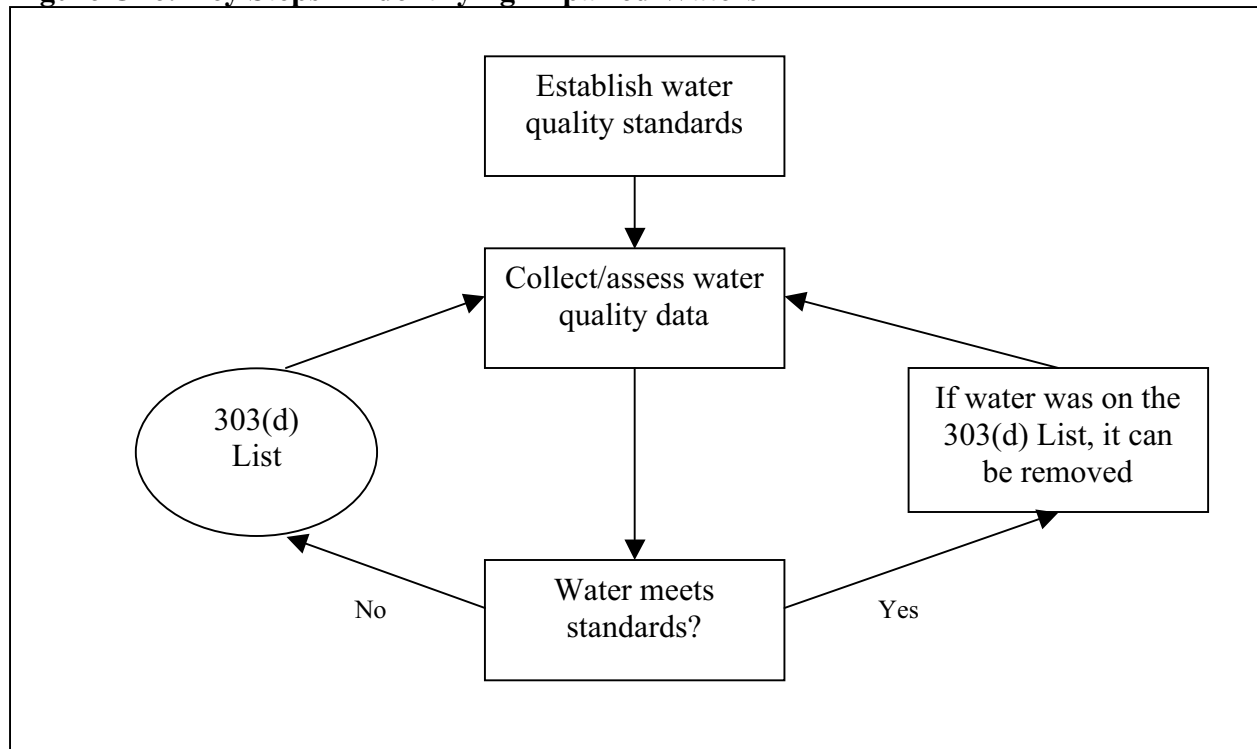 Establish water
quality standards
Collect/assess water
quality data
303(d)
List
If water was on the
303(d) List, it can
be removed
Water meets
standards?
No
Yes